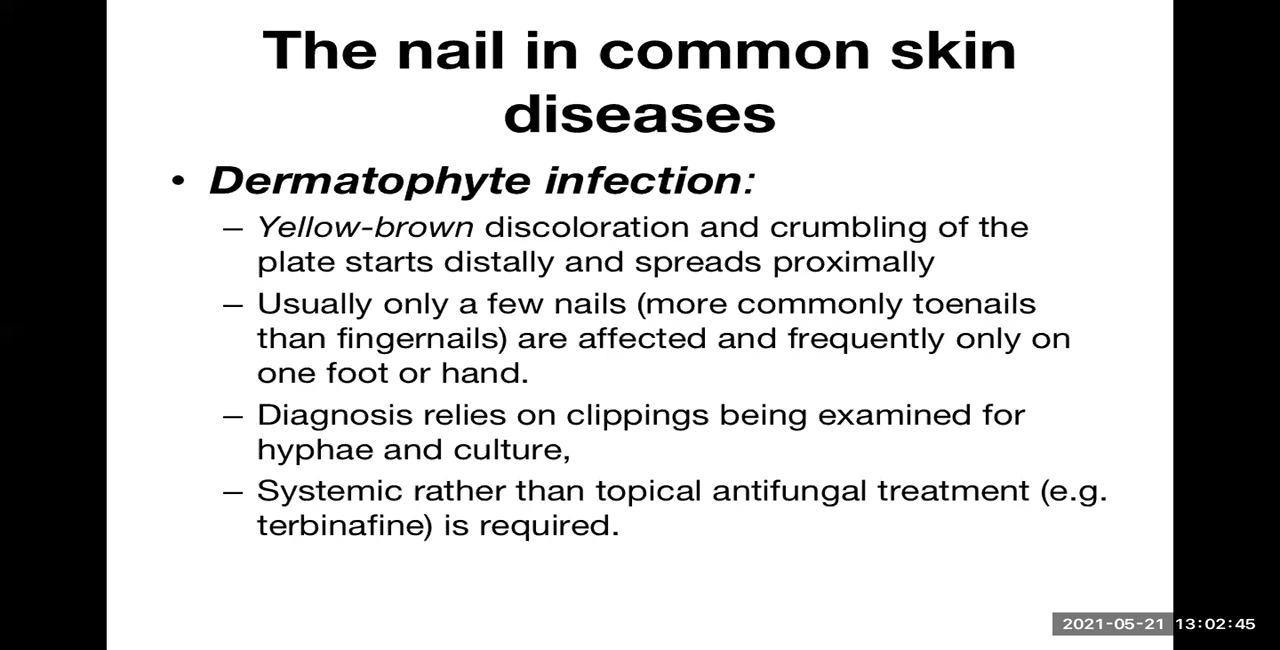 The nail in common skin
diseases
• Dermatophyte infection:
– Yellow-brown discoloration and crumbling of the
plate starts distally and spreads proximally
– Usually only a few nails (more commonly toenails
than fingernails) are affected and frequently only on
one foot or hand.
– Diagnosis relies on clippings being examined for
hyphae and culture,
– Systemic rather than topical antifungal treatment (e.g.
terbinafine) is required.
2021-05-21 13:02:45